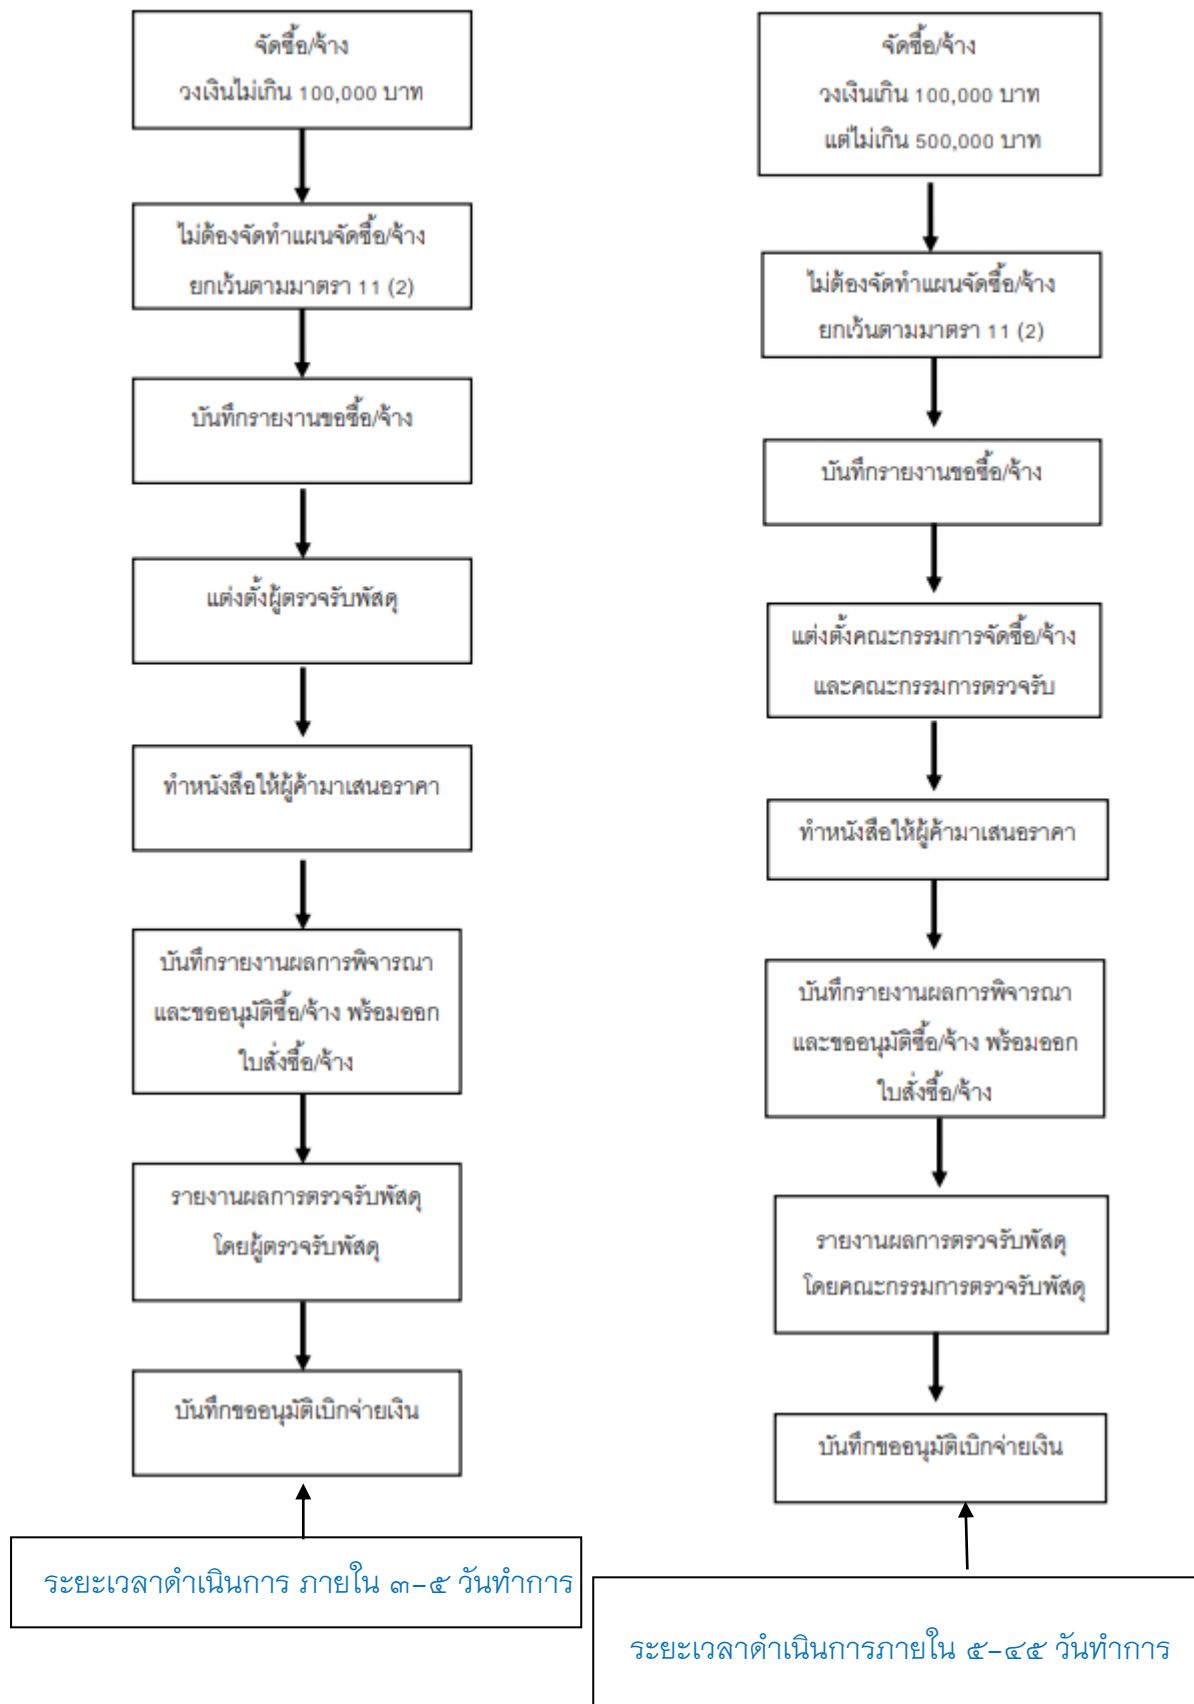 จัดซื้อ/จ้าง
วงเงินไม่เกิน 100,000 บาท
ไม่ต้องจัดทำแผนจัดซื้อ/จ้าง
ยกเว้นตามมาตรา 11 (2)
บันทึกรายงานขอซื้อ/จ้าง
แต่งตั้งผู้ตรวจรับพัสดุ
ทำหนังสือให้ผู้ค้ามาเสนอราคา
บันทึกรายงานผลการพิจารณา
และขออนุมัติซื้อ/จ้าง พร้อมออก
ใบสั่งซื้อ/จ้าง
รายงานผลการตรวจรับพัสดุ
โดยผู้ตรวจรับพัสดุ
บันทึกขออนุมัติเบิกจ่ายเงิน
ระยะเวลาดำเนินการ ภายใน ๓-๕ วันทำการ
จัดซื้อ/จ้าง
วงเงินเกิน 100,000 บาท
แต่ไม่เกิน 500,000 บาท
ไม่ต้องจัดทำแผนจัดซื้อ/จ้าง
ยกเว้นตามมาตรา 11 (2)
บันทึกรายงานขอซื้อ/จ้าง
แต่งตั้งคณะกรรมการจัดซื้อ/จ้าง
และคณะกรรมการตรวจรับ
ทำหนังสือให้ผู้ค้ามาเสนอราคา
บันทึกรายงานผลการพิจารณา
และขออนุมัติซื้อ/จ้าง พร้อมออก
ใบสั่งซื้อ/จ้าง
รายงานผลการตรวจรับพัสดุ
โดยคณะกรรมการตรวจรับพัสดุ
บันทึกขออนุมัติเบิกจ่ายเงิน
ระยะเวลาดำเนินการภายใน ๕-๔๕ วันทำการ